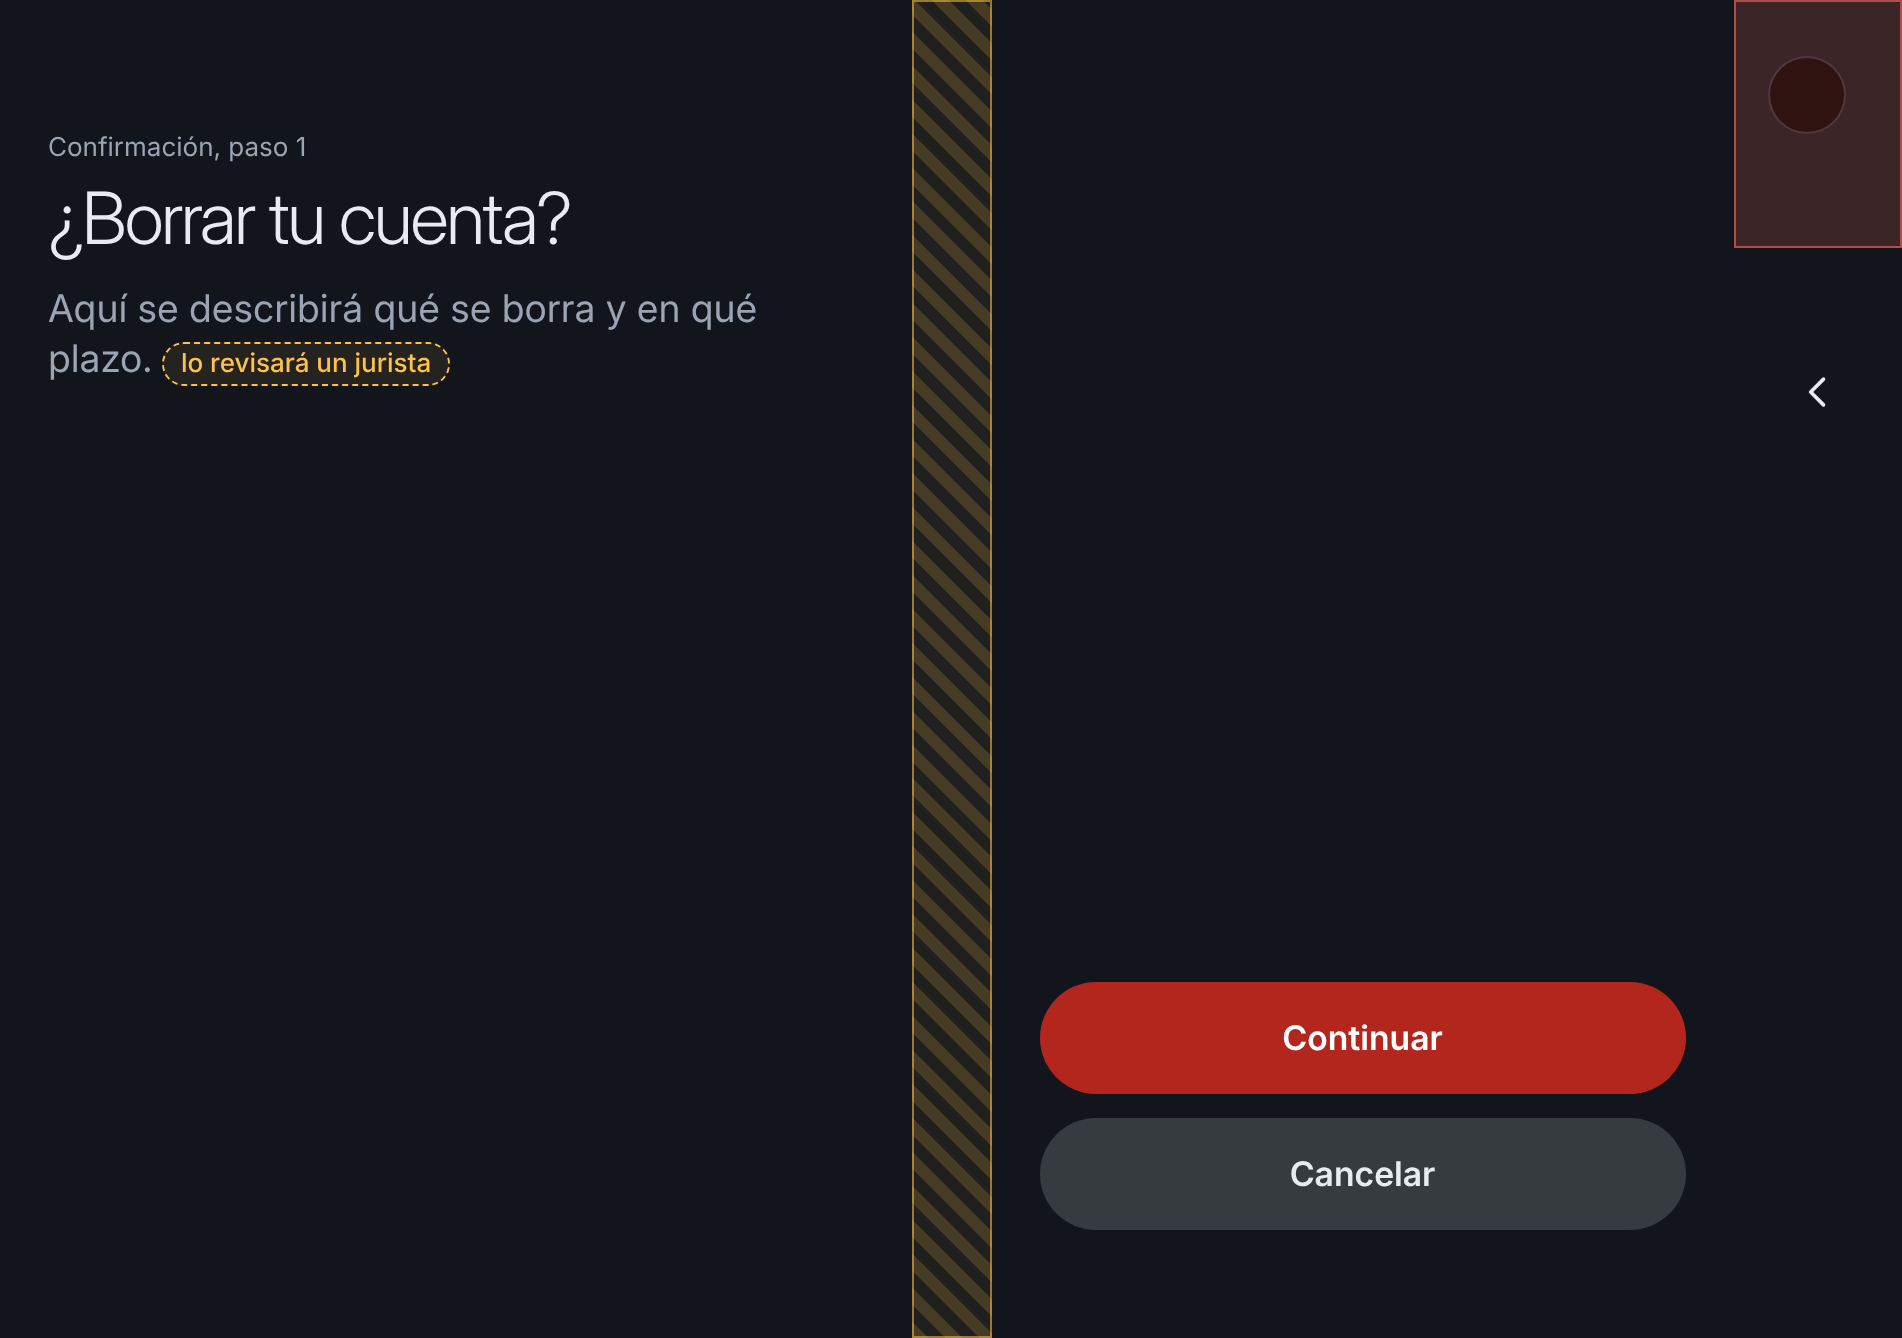 Confirmación, paso 1
¿Borrar tu cuenta?
Aquí se describirá qué se borra y en qué
plazo. lo revisará un jurista
Continuar
Cancelar